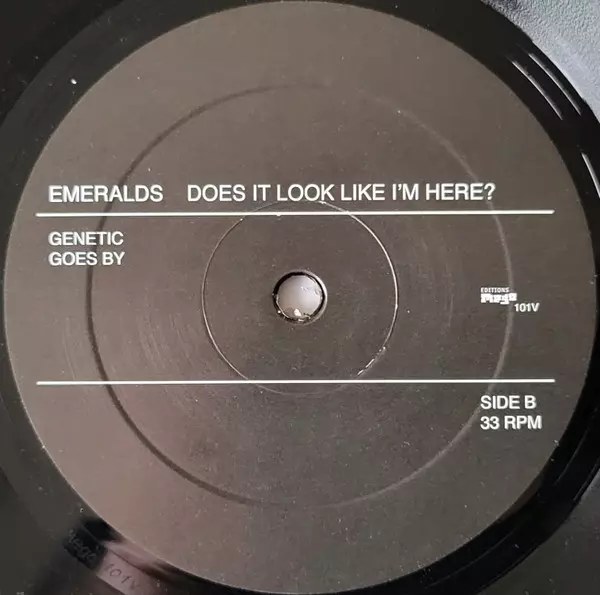 EMERALDS DOES IT LOOK LIKE I'M HERE?
GENETIC
GOES BY
EDITIONS
mego
101V
SIDE B
33 RPM